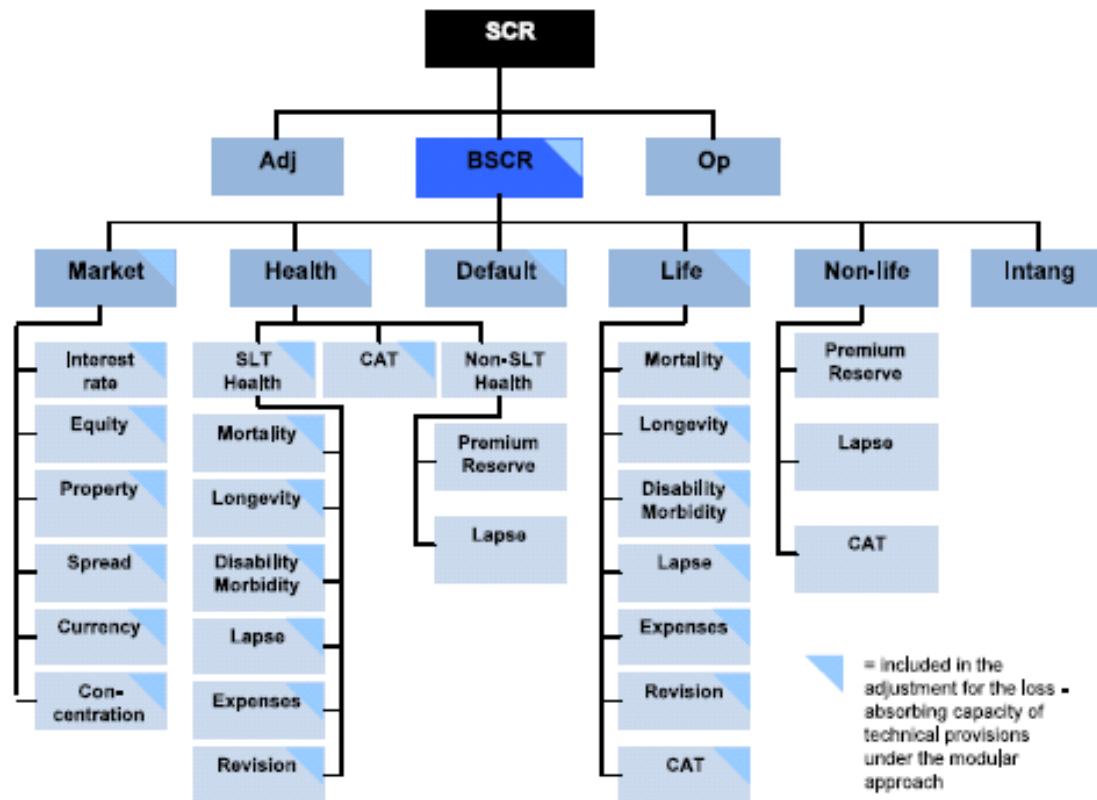 SCR
Adj
BSCR
Op
Market
Health
Default
Life
Non-life
Intang
Interest
rate
Equity
Property
Spread
Currency
Con-
centration
SLT
Health
CAT
Non-SLT
Health
Mortality
Longevity
Disability
Morbidity
Lapse
Expenses
Revision
Premium
Reserve
Lapse
Mortality
Longevity
Disability
Morbidity
Lapse
Expenses
Revision
CAT
Premium
Reserve
Lapse
CAT
= included in the
adjustment for the loss -
absorbing capacity of
technical provisions
under the modular
approach